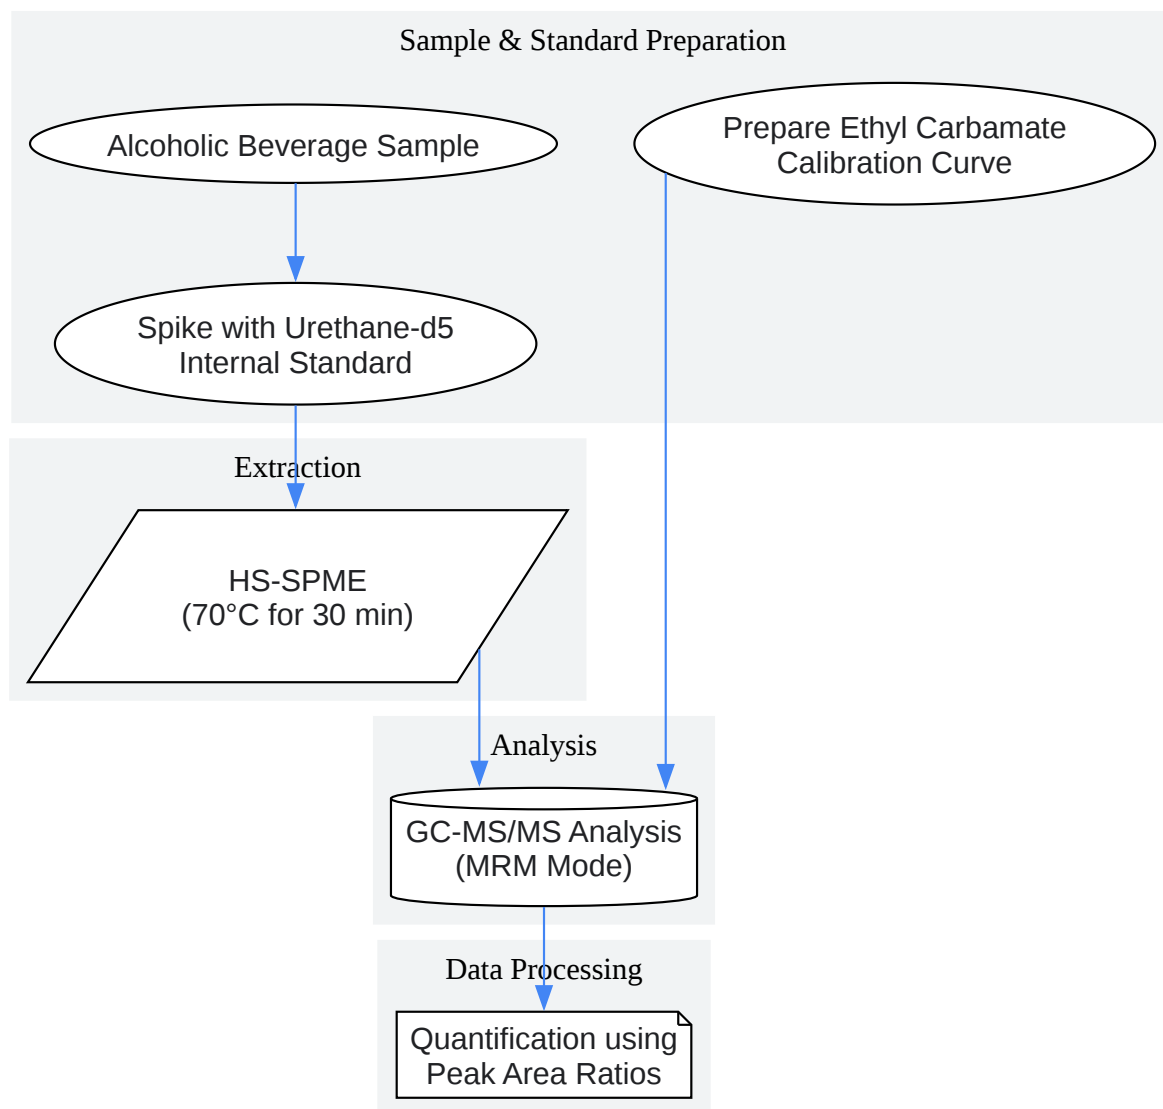 Sample & Standard Preparation
Alcoholic Beverage Sample
Prepare Ethyl Carbamate
Calibration Curve
Spike with Urethane-d5
Internal Standard
Extraction
HS-SPME
(70°C for 30 min)
Analysis
GC-MS/MS Analysis
(MRM Mode)
Data Processing
Quantification using
Peak Area Ratios